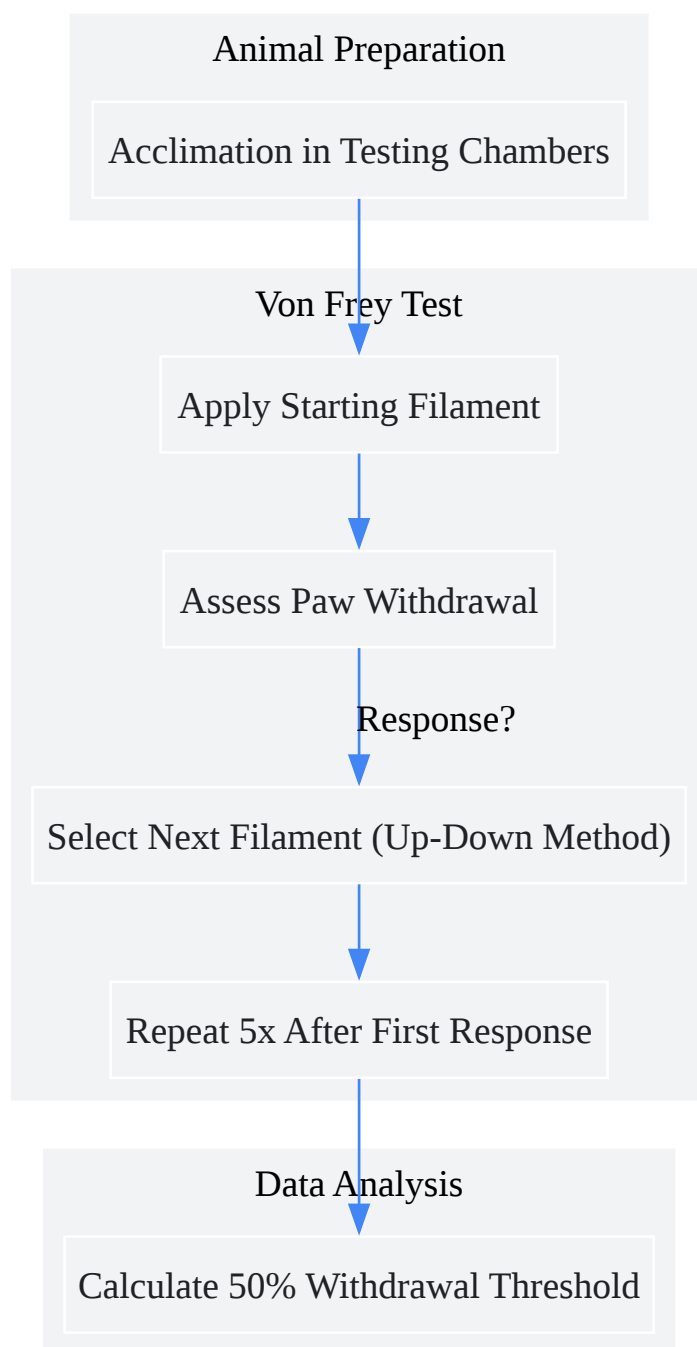 Animal Preparation
Acclimation in Testing Chambers
Von Frey Test
Apply Starting Filament
Assess Paw Withdrawal
Response?
Select Next Filament (Up-Down Method)
Repeat 5x After First Response
Data Analysis
Calculate 50% Withdrawal Threshold